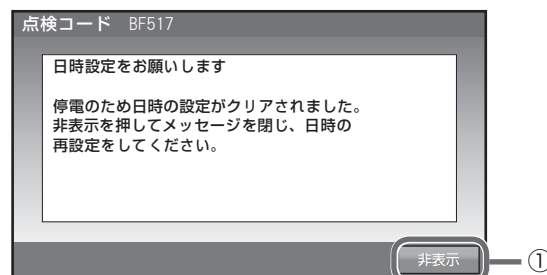 点検コード BF517
日時設定をお願いします
停電のため日時の設定がクリアされました。
非表示を押してメッセージを閉じ、日時の
再設定をしてください。
非表示
①